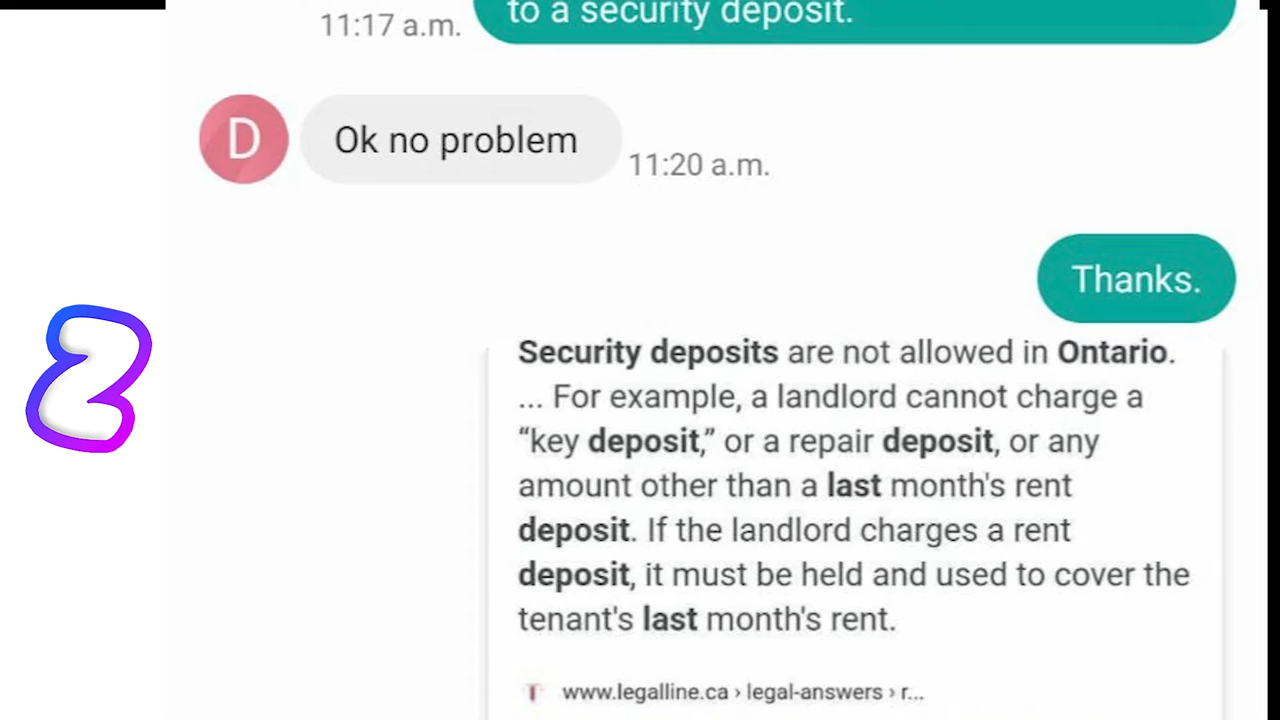 to a security deposit.
11:17 a.m.
D
Ok no problem
11:20 a.m.
Thanks.
Security deposits are not allowed in Ontario.
... For example, a landlord cannot charge a
“key deposit,” or a repair deposit, or any
amount other than a last month's rent
deposit. If the landlord charges a rent
deposit, it must be held and used to cover the
tenant's last month's rent.
www.legalline.ca › legal-answers › r...